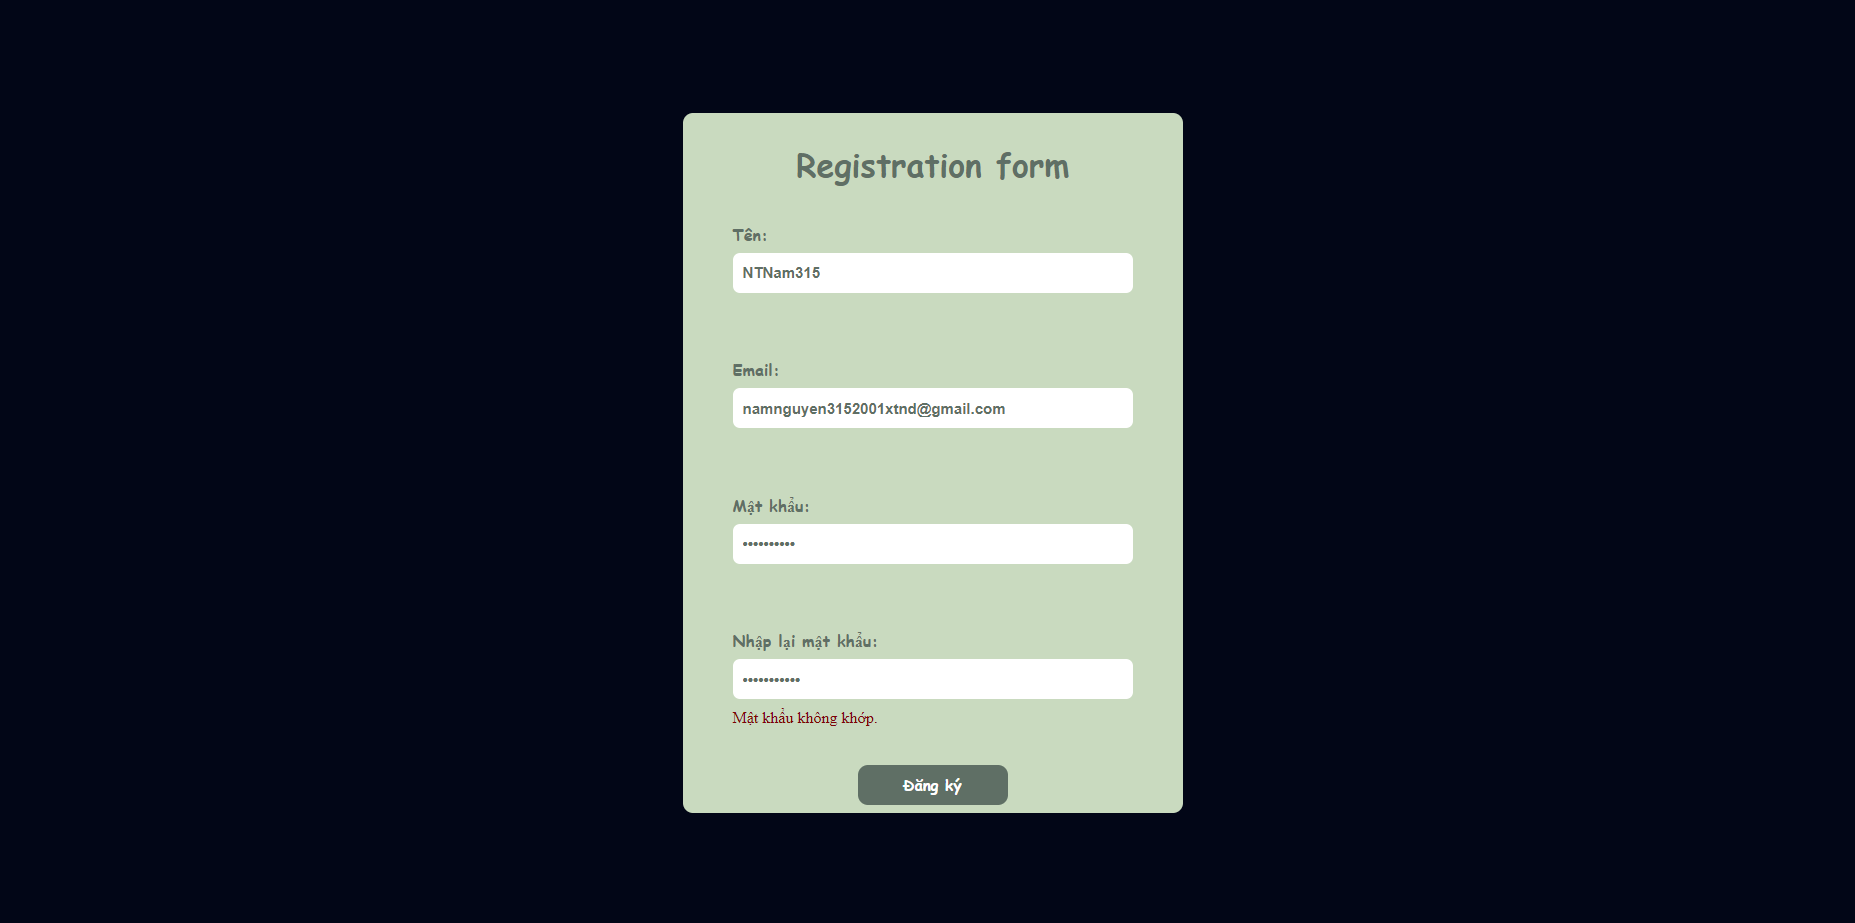 Registration form
Tên:
NTNam315
Email:
namnguyen3152001xtnd@gmail.com
Mật khẩu:
••••••••••
Nhập lại mật khẩu:
•••••••••••
Mật khẩu không khớp.
Đăng ký